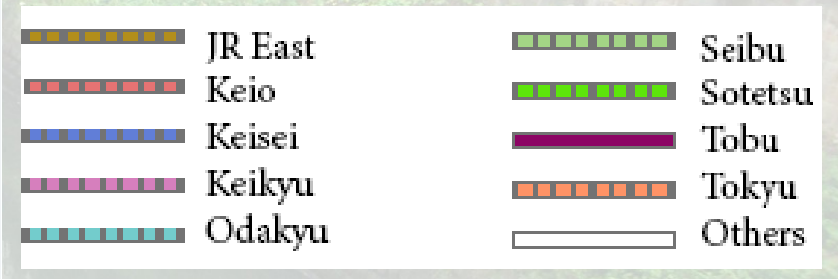 JR East
Keio
Keisei
Keikyu
Odakyu
Seibu
Sotetsu
Tobu
Tokyu
Others